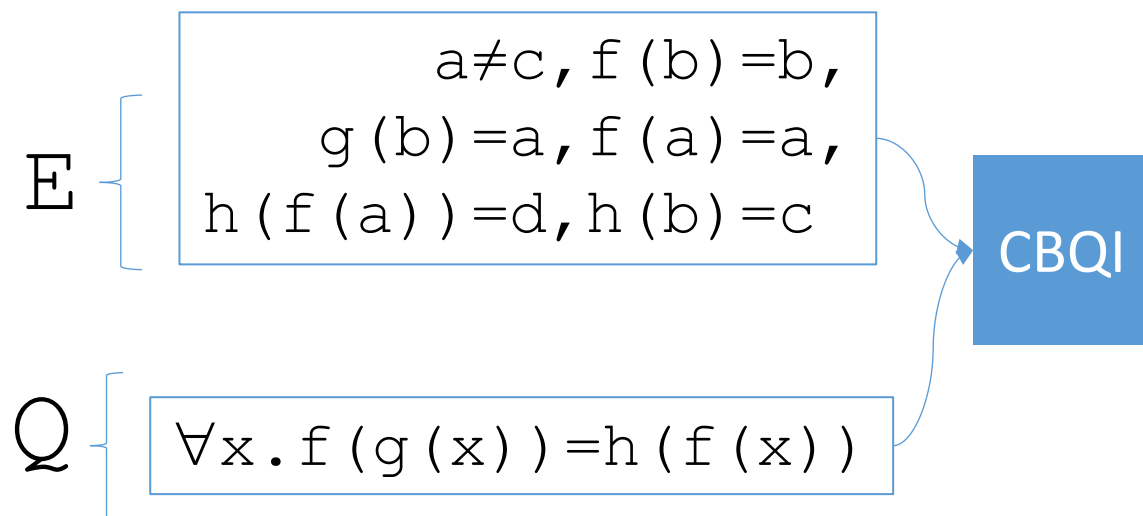 a≠c,f(b)=b,
g(b)=a,f(a)=a,
h(f(a))=d,h(b)=c
E
CBQI
Q
∀x.f(g(x))=h(f(x))